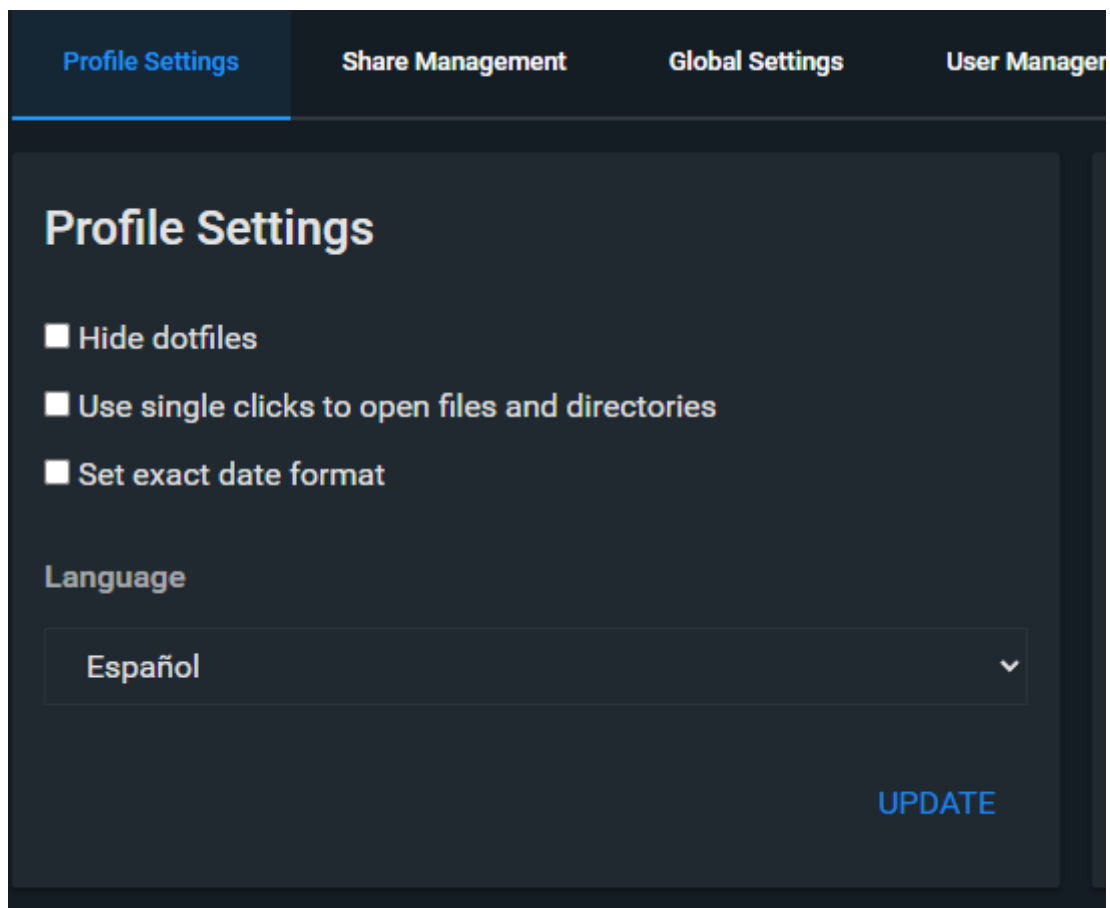 Profile Settings Share Management Global Settings User
Profile Settings
Hide dotfiles
Use single clicks to open files and directories
Set exact date format
Language
Español
UPDATE